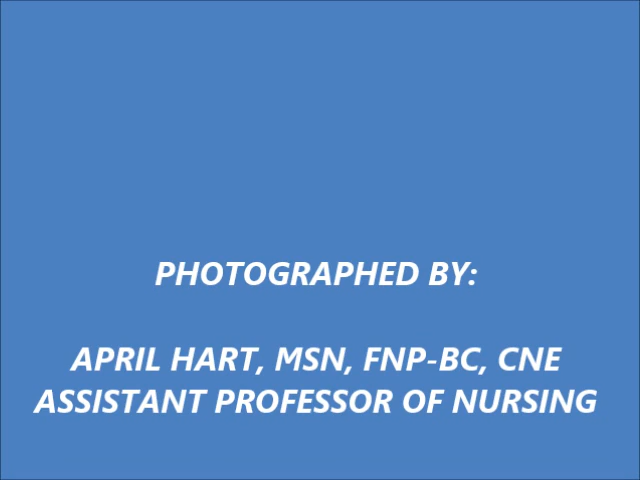 PHOTOGRAPHED BY:
APRIL HART, MSN, FNP-BC, CNE
ASSISTANT PROFESSOR OF NURSING